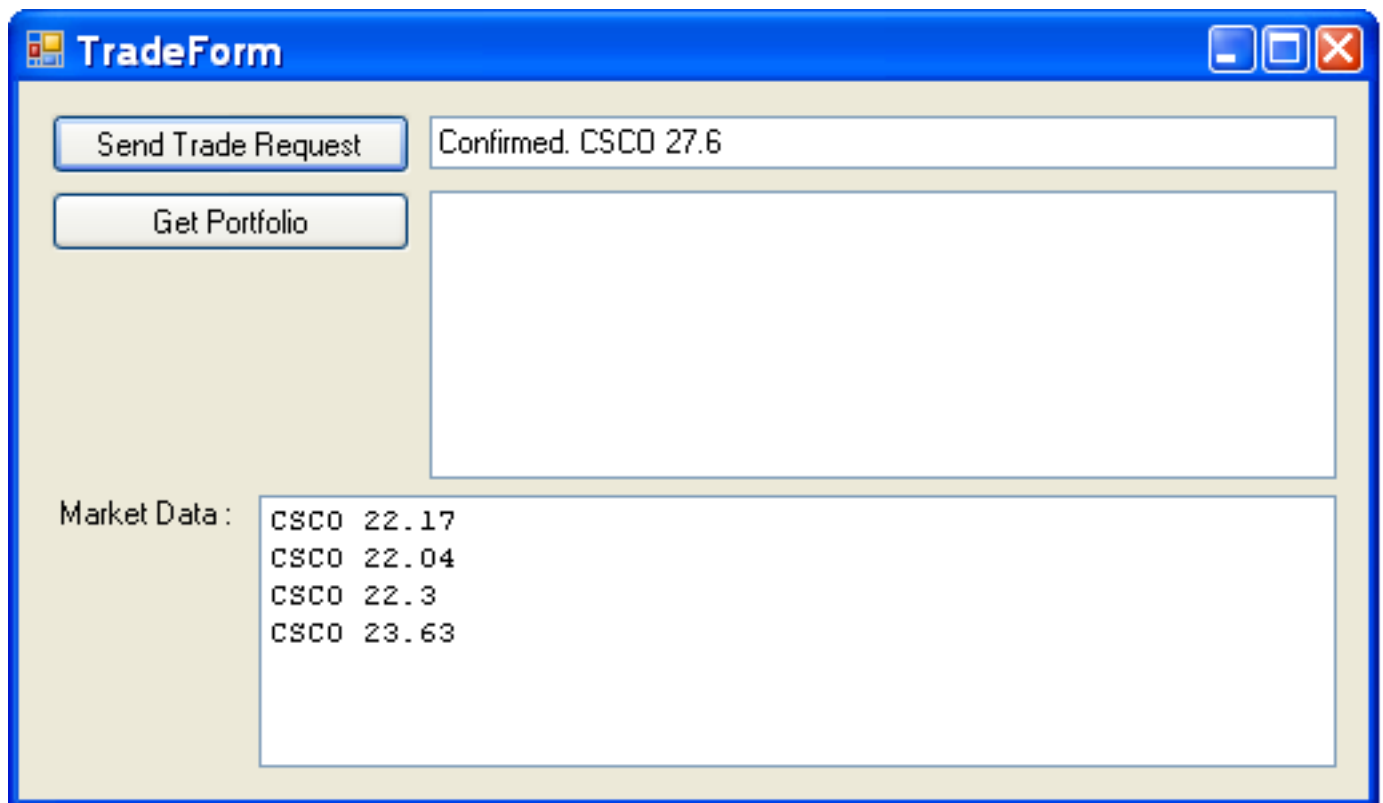 TradeForm
Send Trade Request
Confirmed. CSCO 27.6
Get Portfolio
Market Data :
CSCO 22.17
CSCO 22.04
CSCO 22.3
CSCO 23.63